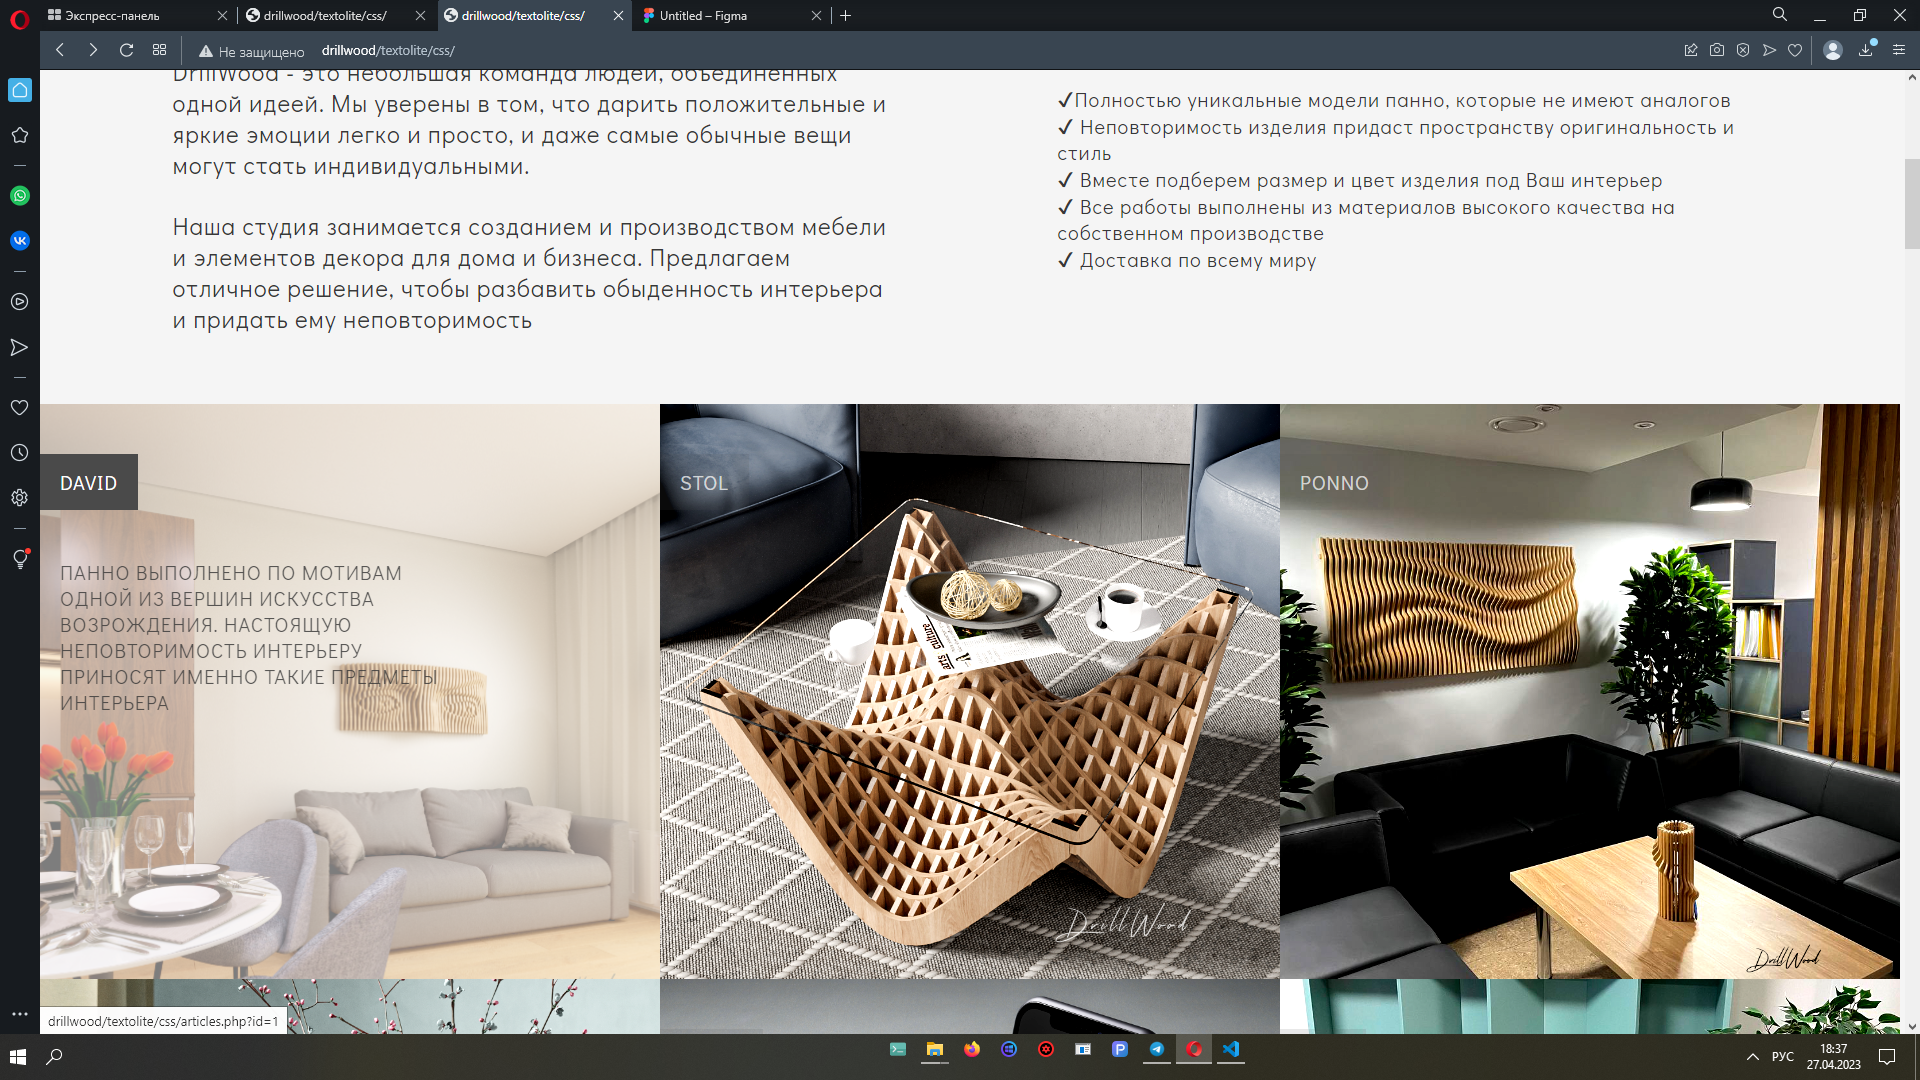 Экспресс-панель
drillwood/textolite/css/
drillwood/textolite/css/
Untitled – Figma
Не защищено
drillwood/textolite/css/
DrillWood - это небольшая команда людей, объединенных
одной идеей. Мы уверены в том, что дарить положительные и
яркие эмоции легко и просто, и даже самые обычные вещи
могут стать индивидуальными.
Наша студия занимается созданием и производством мебели
и элементов декора для дома и бизнеса. Предлагаем
отличное решение, чтобы разбавить обыденность интерьера
и придать ему неповторимость
✔Полностью уникальные модели панно, которые не имеют аналогов
✔ Неповторимость изделия придаст пространству оригинальность и
стиль
✔ Вместе подберем размер и цвет изделия под Ваш интерьер
✔ Все работы выполнены из материалов высокого качества на
собственном производстве
✔ Доставка по всему миру
DAVID
ПАННО ВЫПОЛНЕНО ПО МОТИВАМ
ОДНОЙ ИЗ ВЕРШИН ИСКУССТВА
ВОЗРОЖДЕНИЯ. НАСТОЯЩУЮ
НЕПОВТОРИМОСТЬ ИНТЕРЬЕРУ
ПРИНОСЯТ ИМЕННО ТАКИЕ ПРЕДМЕТЫ
ИНТЕРЬЕРА
STOL
arts culture
DrillWood
PONNO
DrillWood
drillwood/textolite/css/articles.php?id=1
РУС
18:37
27.04.2023